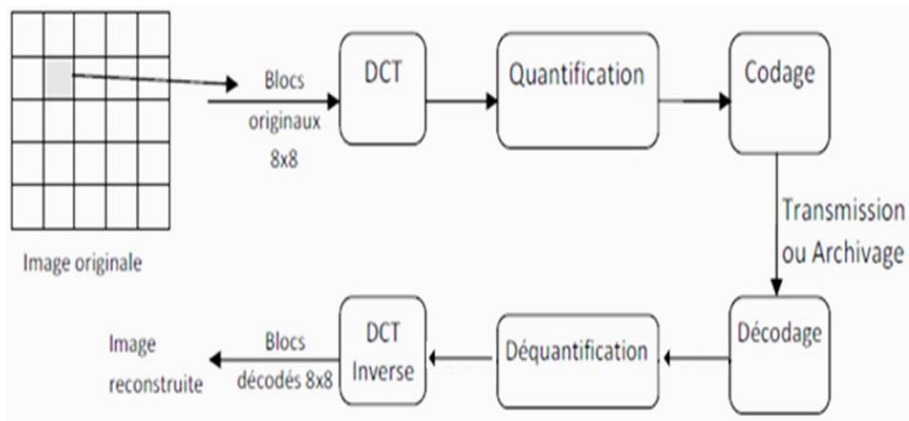 Blocs
originaux
8x8
DCT
Quantification
Codage
Image originale
Transmission
ou Archivage
Décodage
Déquantification
DCT
Inverse
Blocs
décodés 8x8
Image
reconstruite